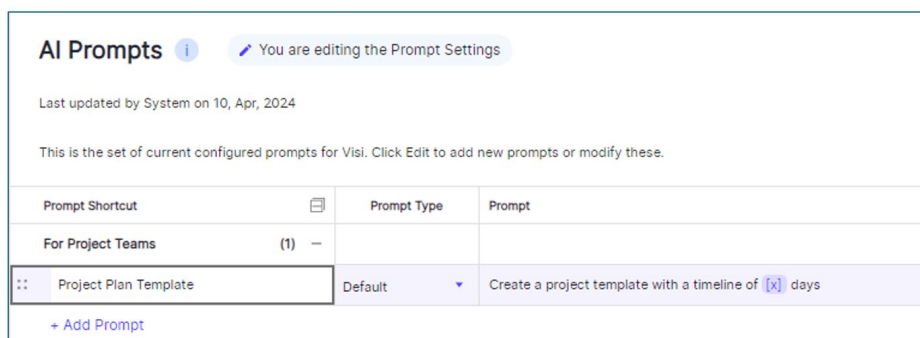 AI Prompts i You are editing the Prompt Settings
Last updated by System on 10, Apr, 2024
This is the set of current configured prompts for Visi. Click Edit to add new prompts or modify these.
Prompt Shortcut Prompt Type Prompt
For Project Teams (1) −
Project Plan Template Default Create a project template with a timeline of [x] days
+ Add Prompt